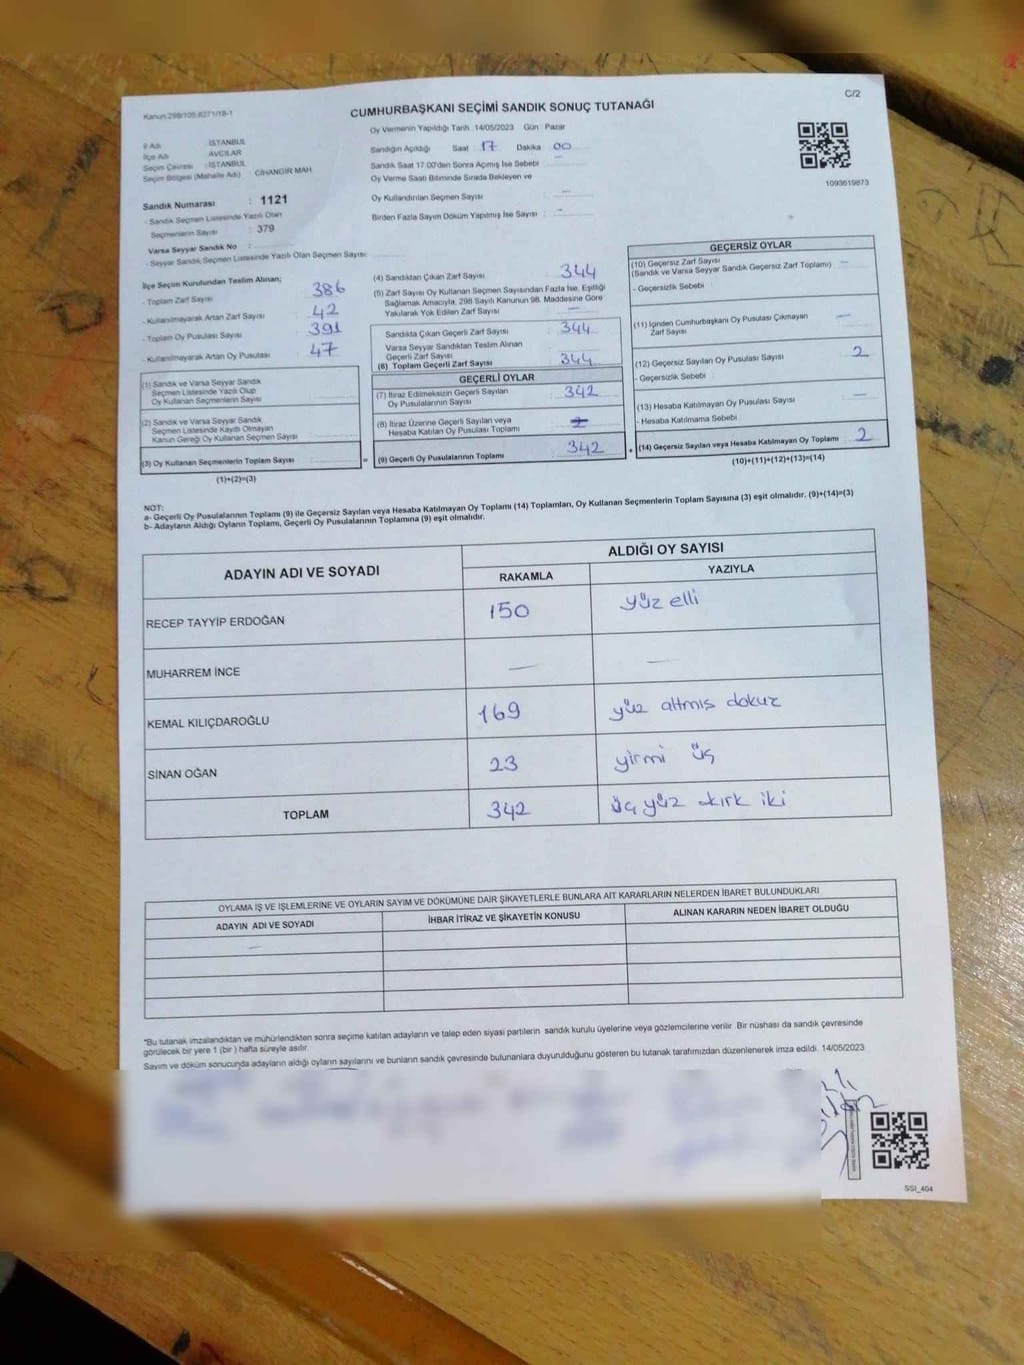 C/2
Kanun:298/105,6271/18-1
CUMHURBAŞKANI SEÇİMİ SANDIK SONUÇ TUTANAĞI
Oy Vermenin Yapıldığı Tarih :14/05/2023 Gün : Pazar
İl Adı : İSTANBUL
İlçe Adı : AVCILAR
Seçim Çevresi : İSTANBUL
Seçim Bölgesi (Mahalle Adı) : CİHANGİR MAH
Sandığın Açıldığı Saat : 17 Dakika : 00
Sandık Saat 17.00'den Sonra Açılmış İse Sebebi : —
Oy Verme Saati Bitiminde Sırada Bekleyen ve
Oy Kullandırılan Seçmen Sayısı : —
Birden Fazla Sayım Döküm Yapılmış İse Sayısı : —
1093619873
Sandık Numarası : 1121
- Sandık Seçmen Listesinde Yazılı Olan
Seçmenlerin Sayısı : 379
Varsa Seyyar Sandık No :
- Seyyar Sandık Seçmen Listesinde Yazılı Olan Seçmen Sayısı:
İlçe Seçim Kurulundan Teslim Alınan;
- Toplam Zarf Sayısı : 386
- Kullanılmayarak Artan Zarf Sayısı : 42
- Toplam Oy Pusulası Sayısı : 391
- Kullanılmayarak Artan Oy Pusulası : 47
(1) Sandık ve Varsa Seyyar Sandık
Seçmen Listesinde Yazılı Olup
Oy Kullanan Seçmenlerin Sayısı
(2) Sandık ve Varsa Seyyar Sandık
Seçmen Listesinde Kayıtlı Olmayan
Kanun Gereği Oy Kullanan Seçmen Sayısı
(3) Oy Kullanan Seçmenlerin Toplam Sayısı
(1)+(2)=(3)
(4) Sandıktan Çıkan Zarf Sayısı : 344
(5) Zarf Sayısı Oy Kullanan Seçmen Sayısından Fazla İse, Eşitliği
Sağlamak Amacıyla, 298 Sayılı Kanunun 98. Maddesine Göre
Yakılarak Yok Edilen Zarf Sayısı : —
Sandıkta Çıkan Geçerli Zarf Sayısı : 344
Varsa Seyyar Sandıktan Teslim Alınan
Geçerli Zarf Sayısı
(6) Toplam Geçerli Zarf Sayısı : 344
GEÇERLİ OYLAR
(7) İtiraz Edilmeksizin Geçerli Sayılan
Oy Pusulalarının Sayısı : 342
(8) İtiraz Üzerine Geçerli Sayılan veya
Hesaba Katılan Oy Pusulası Toplamı :
= (9) Geçerli Oy Pusulalarının Toplamı : 342
GEÇERSİZ OYLAR
(10) Geçersiz Zarf Sayısı : —
(Sandık ve Varsa Seyyar Sandık Geçersiz Zarf Toplamı)
- Geçersizlik Sebebi
(11) İçinden Cumhurbaşkanı Oy Pusulası Çıkmayan : —
Zarf Sayısı
(12) Geçersiz Sayılan Oy Pusulası Sayısı : 2
- Geçersizlik Sebebi :
(13) Hesaba Katılmayan Oy Pusulası Sayısı : —
- Hesaba Katılmama Sebebi :
+ (14) Geçersiz Sayılan veya Hesaba Katılmayan Oy Toplamı : 2
(10)+(11)+(12)+(13)=(14)
NOT:
a- Geçerli Oy Pusulalarının Toplamı (9) ile Geçersiz Sayılan veya Hesaba Katılmayan Oy Toplamı (14) Toplamları, Oy Kullanan Seçmenlerin Toplam Sayısına (3) eşit olmalıdır. (9)+(14)=(3)
b- Adayların Aldığı Oyların Toplamı, Geçerli Oy Pusulalarının Toplamına (9) eşit olmalıdır.
ADAYIN ADI VE SOYADI
ALDIĞI OY SAYISI
RAKAMLA YAZIYLA
RECEP TAYYİP ERDOĞAN 150 yüz elli
MUHARREM İNCE — —
KEMAL KILIÇDAROĞLU 169 yüz altmış dokuz
SİNAN OĞAN 23 yirmi üç
TOPLAM 342 üç yüz kırk iki
OYLAMA İŞ VE İŞLEMLERİNE VE OYLARIN SAYIM VE DÖKÜMÜNE DAİR ŞİKAYETLERLE BUNLARA AİT KARARLARIN NELERDEN İBARET BULUNDUKLARI
ADAYIN ADI VE SOYADI İHBAR İTİRAZ VE ŞİKAYETİN KONUSU ALINAN KARARIN NEDEN İBARET OLDUĞU
—
*Bu tutanak imzalandıktan ve mühürlendikten sonra seçime katılan adayların ve talep eden siyasi partilerin sandık kurulu üyelerine veya gözlemcilerine verilir. Bir nüshası da sandık çevresinde
görülecek bir yere 1 (bir ) hafta süreyle asılır.
Sayım ve döküm sonucunda adayların aldığı oyların sayılarını ve bunların sandık çevresinde bulunanlara duyurulduğunu gösteren bu tutanak tarafımızdan düzenlenerek imza edildi. 14/05/2023
SSI_404